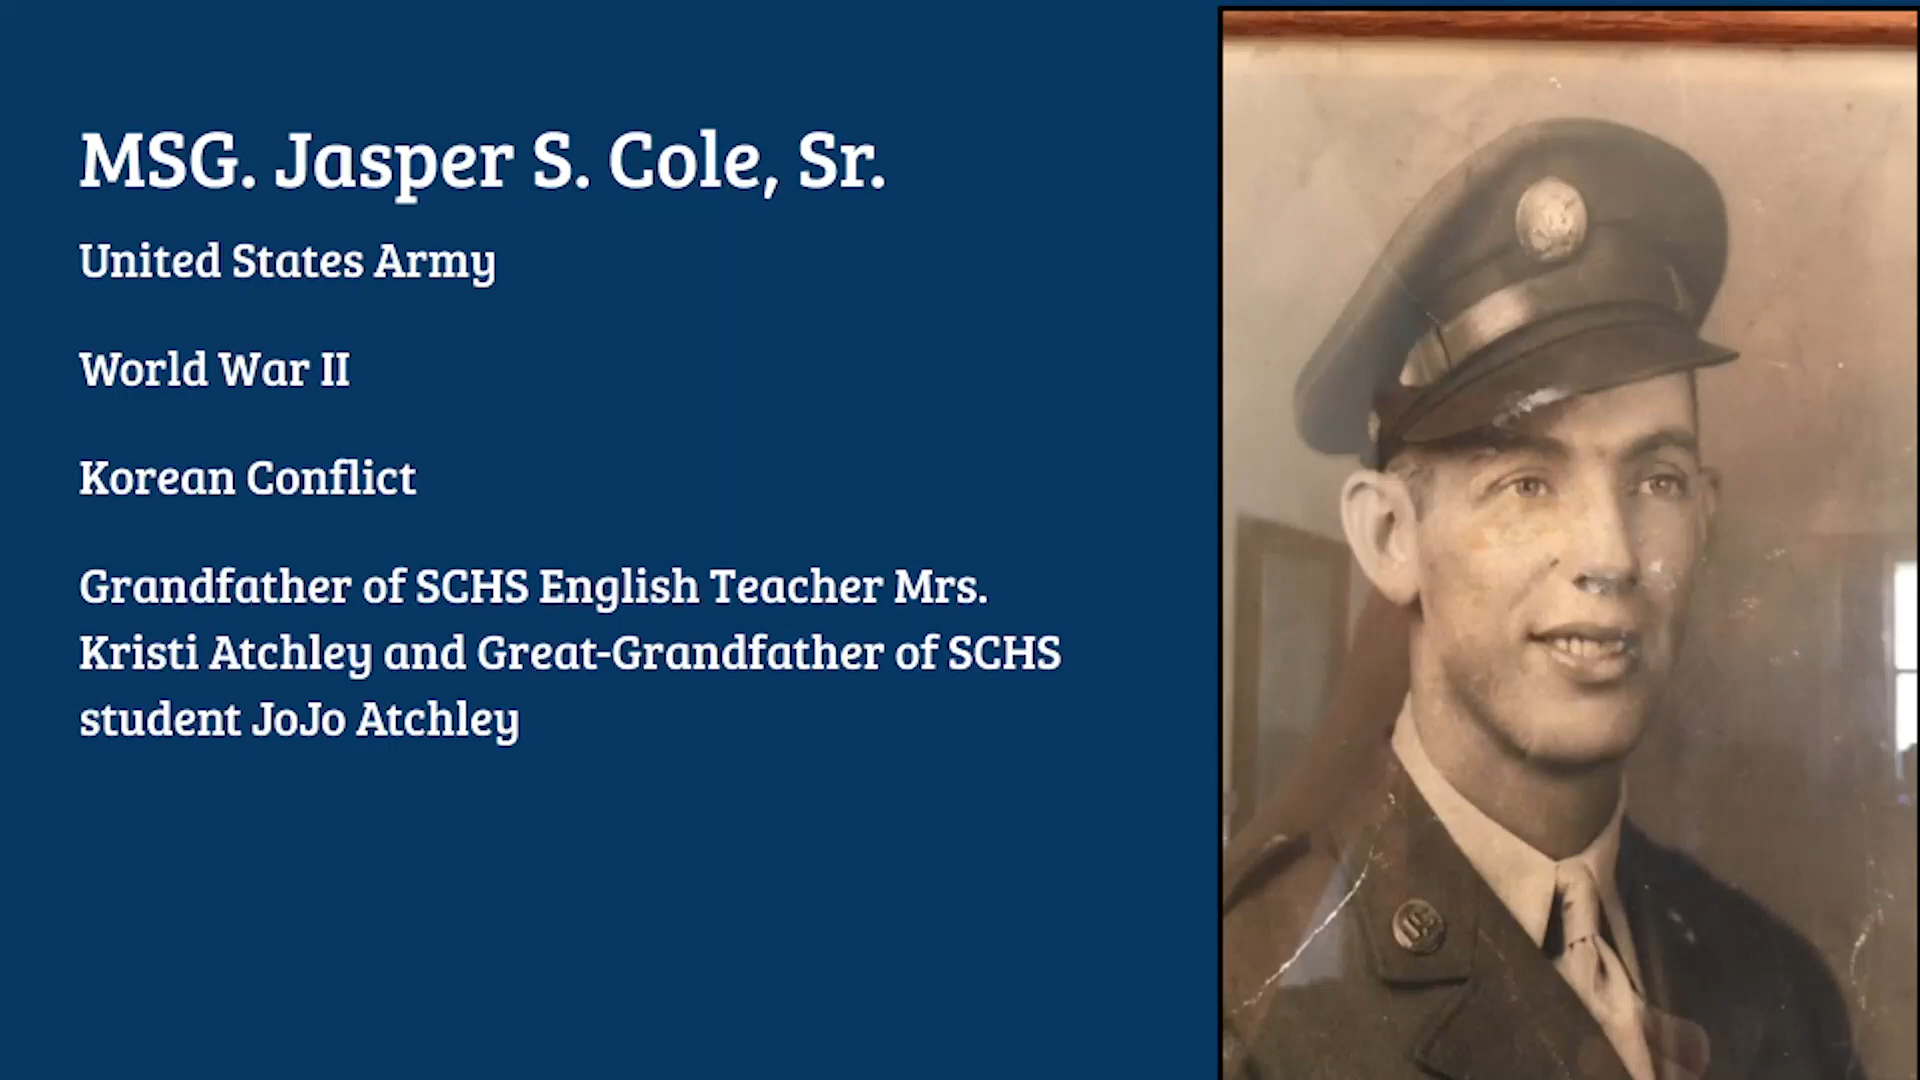 MSG. Jasper S. Cole, Sr.
United States Army
World War II
Korean Conflict
Grandfather of SCHS English Teacher Mrs.
Kristi Atchley and Great-Grandfather of SCHS
student JoJo Atchley
U.S.